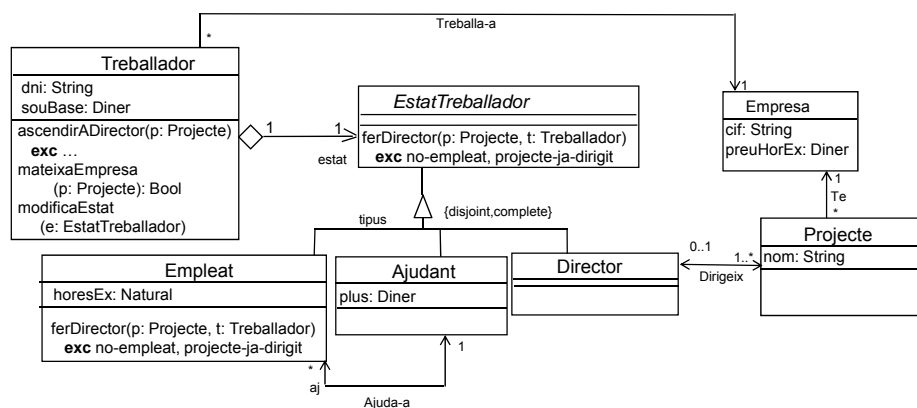 Treballa-a
*
1
Treballador
dni: String
souBase: Diner
ascendirADirector(p: Projecte)
exc ...
mateixaEmpresa
(p: Projecte): Bool
modificaEstat
(e: EstatTreballador)
1
1
estat
EstatTreballador
ferDirector(p: Projecte, t: Treballador)
exc no-empleat, projecte-ja-dirigit
Empresa
cif: String
preuHorEx: Diner
1
Te
*
tipus
{disjoint,complete}
Projecte
nom: String
Empleat
horesEx: Natural
ferDirector(p: Projecte, t: Treballador)
exc no-empleat, projecte-ja-dirigit
Ajudant
plus: Diner
Director
0..1
1..*
Dirigeix
*
aj
1
Ajuda-a